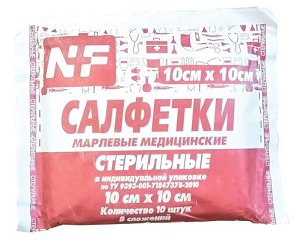 NF
10см х 10см
САЛФЕТКИ
МАРЛЕВЫЕ МЕДИЦИНСКИЕ
СТЕРИЛЬНЫЕ
в индивидуальной упаковке
по ТУ 9393-001-71847378-2010
10 см х 10 см
Количество 10 штук
8 сложений